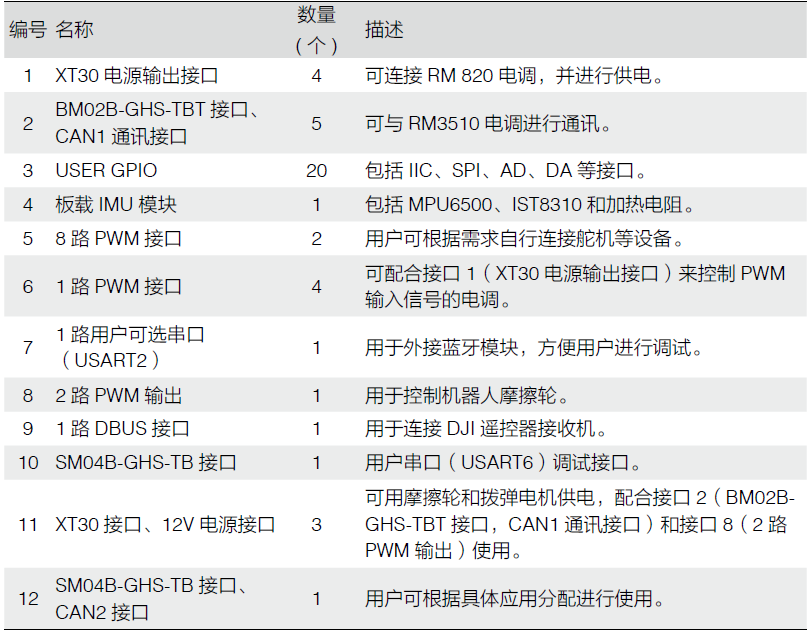 编号 名称 数量（个） 描述
1 XT30 电源输出接口 4 可连接 RM 820 电调，并进行供电。
2 BM02B-GHS-TBT 接口、
CAN1 通讯接口 5 可与 RM3510 电调进行通讯。
3 USER GPIO 20 包括 IIC、SPI、AD、DA 等接口。
4 板载 IMU 模块 1 包括 MPU6500、IST8310 和加热电阻。
5 8 路 PWM 接口 2 用户可根据需求自行连接舵机等设备。
6 1 路 PWM 接口 4 可配合接口 1（XT30 电源输出接口）来控制 PWM
输入信号的电调。
7 1 路用户可选串口
（USART2） 1 用于外接蓝牙模块，方便用户进行调试。
8 2 路 PWM 输出 1 用于控制机器人摩擦轮。
9 1 路 DBUS 接口 1 用于连接 DJI 遥控器接收机。
10 SM04B-GHS-TB 接口 1 用户串口（USART6）调试接口。
11 XT30 接口、12V 电源接口 3 可用摩擦轮和拨弹电机供电，配合接口 2（BM02B-
GHS-TBT 接口，CAN1 通讯接口）和接口 8（2 路
PWM 输出）使用。
12 SM04B-GHS-TB 接口、
CAN2 接口 1 用户可根据具体应用分配进行使用。